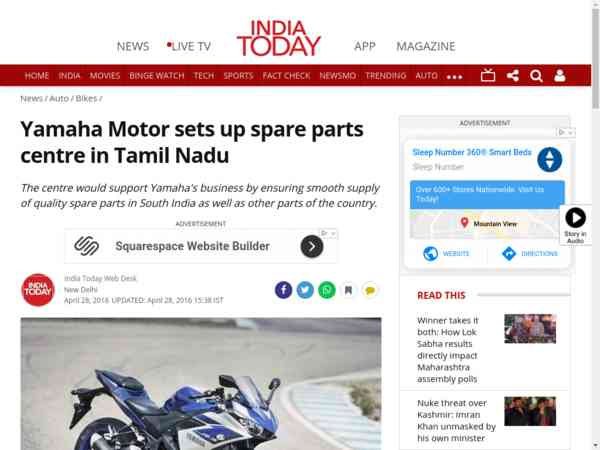 INDIA
TODAY
NEWS
LIVE TV
APP
MAGAZINE
HOME
INDIA
MOVIES
BINGE WATCH
TECH
SPORTS
FACT CHECK
NEWSMO
TRENDING
AUTO
News / Auto / Bikes /
Yamaha Motor sets up spare parts
centre in Tamil Nadu
The centre would support Yamaha's business by ensuring smooth supply
of quality spare parts in South India as well as other parts of the country.
ADVERTISEMENT
Squarespace Website Builder
INDIA
TODAY
India Today Web Desk
New Delhi
April 28, 2016 UPDATED: April 28, 2016 15:38 IST
YAMAHA
ADVERTISEMENT
Sleep Number 360® Smart Beds
Sleep Number
Over 600+ Stores Nationwide. Visit Us
Today!
Mountain View
WEBSITE
DIRECTIONS
Story in
Audio
READ THIS
Winner takes it
both: How Lok
Sabha results
directly impact
Maharashtra
assembly polls
Nuke threat over
Kashmir: Imran
Khan unmasked by
his own minister